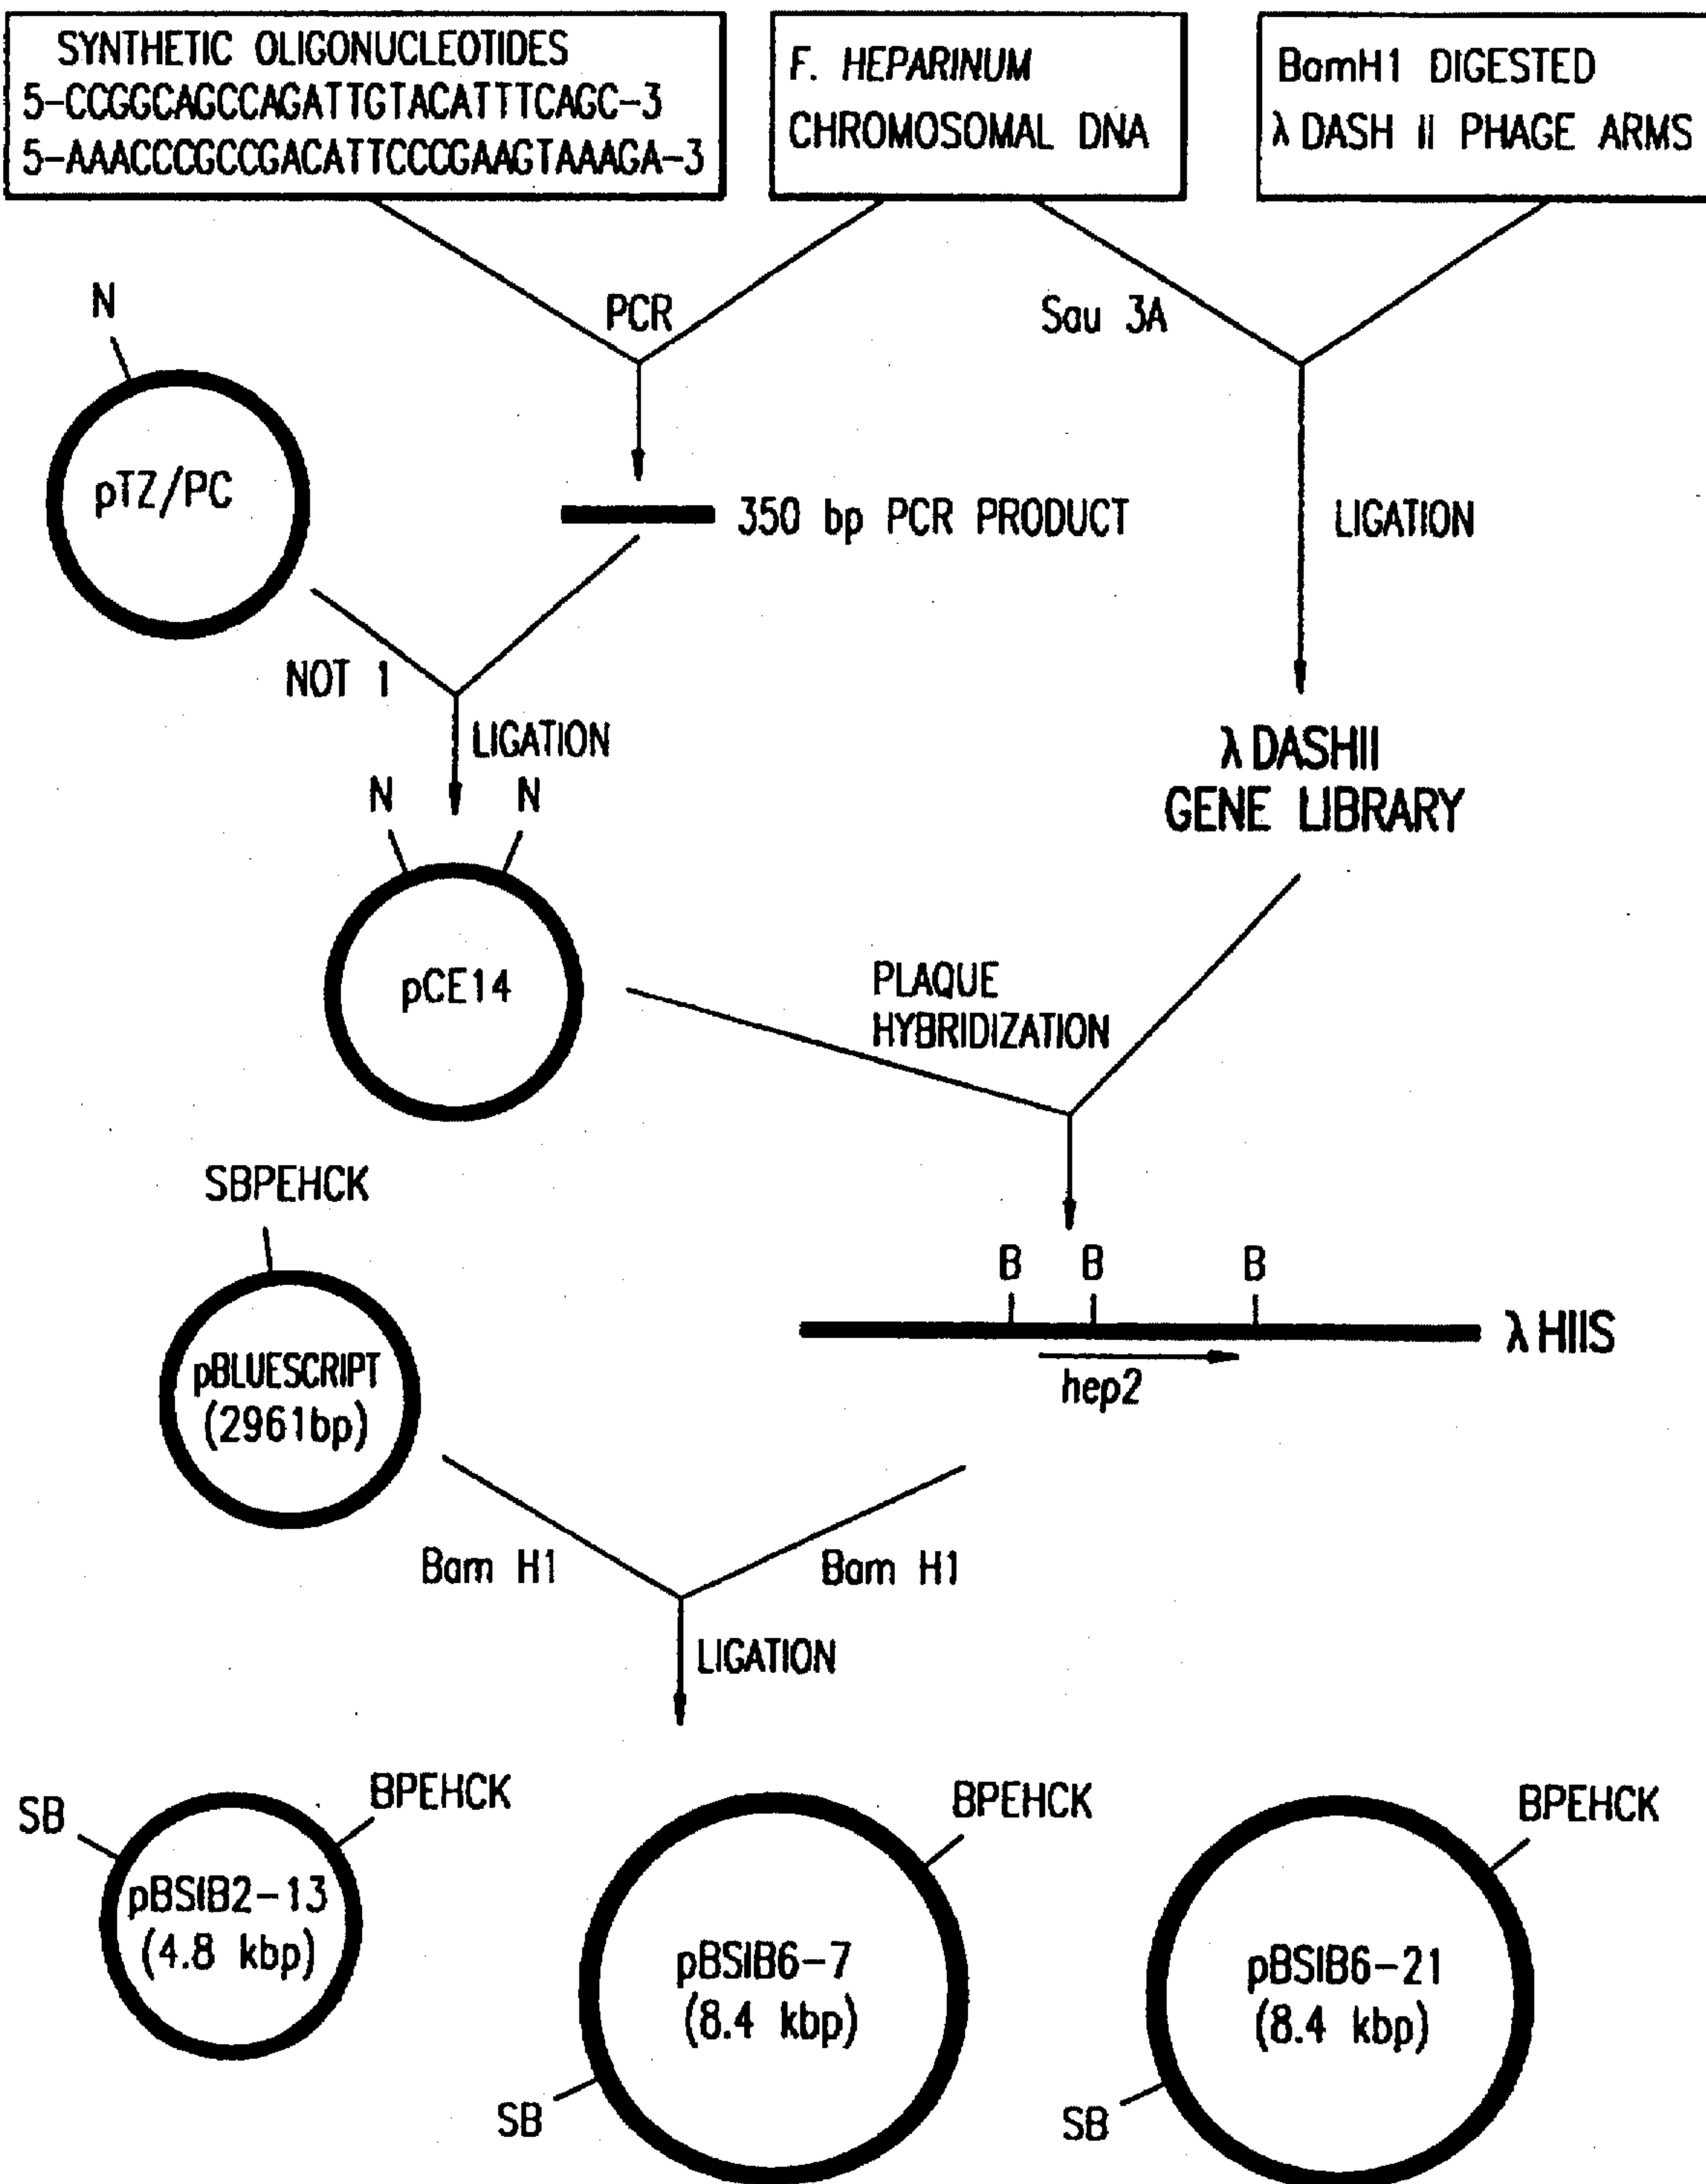 SYNTHETIC OLIGONUCLEOTIDES
5-CCGGCAGCCAGATTGTACATTTCAGC-3
5-AAACCCGCCGACATTCCCGAAGTAAAGA-3
F. HEPARINUM
CHROMOSOMAL DNA
BamH1 DIGESTED
λ DASH II PHAGE ARMS
N
PCR
Sau 3A
pTZ/PC
350 bp PCR PRODUCT
LIGATION
NOT 1
LIGATION
λ DASHII
GENE LIBRARY
N
N
pCE14
PLAQUE
HYBRIDIZATION
SBPEHCK
B
B
B
λ HIIS
hep2
pBLUESCRIPT
(2961bp)
Bam H1
Bam H1
LIGATION
SB
BPEHCK
pBSIB2-13
(4.8 kbp)
BPEHCK
pBSIB6-7
(8.4 kbp)
SB
BPEHCK
pBSIB6-21
(8.4 kbp)
SB